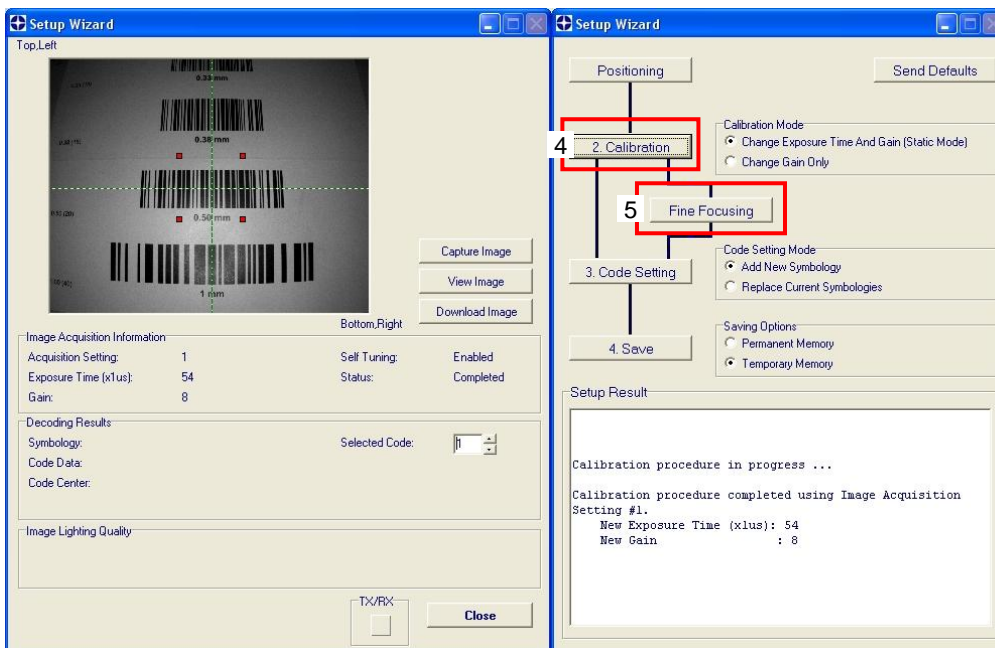 Setup Wizard
Top,Left
0.33 mm
0.38 mm
0.50 mm
1 mm
Capture Image
View Image
Download Image
Bottom,Right
Image Acquisition Information
Acquisition Setting: 1 Self Tuning: Enabled
Exposure Time (x1us): 54 Status: Completed
Gain: 8
Decoding Results
Symbology: Selected Code: 1
Code Data:
Code Center:
Image Lighting Quality
TX/RX
Close
Setup Wizard
Positioning Send Defaults
Calibration Mode
4 2. Calibration Change Exposure Time And Gain (Static Mode)
Change Gain Only
5 Fine Focusing
Code Setting Mode
3. Code Setting Add New Symbology
Replace Current Symbologies
Saving Options
4. Save Permanent Memory
Temporary Memory
Setup Result
Calibration procedure in progress ...
Calibration procedure completed using Image Acquisition
Setting #1.
New Exposure Time (x1us): 54
New Gain : 8